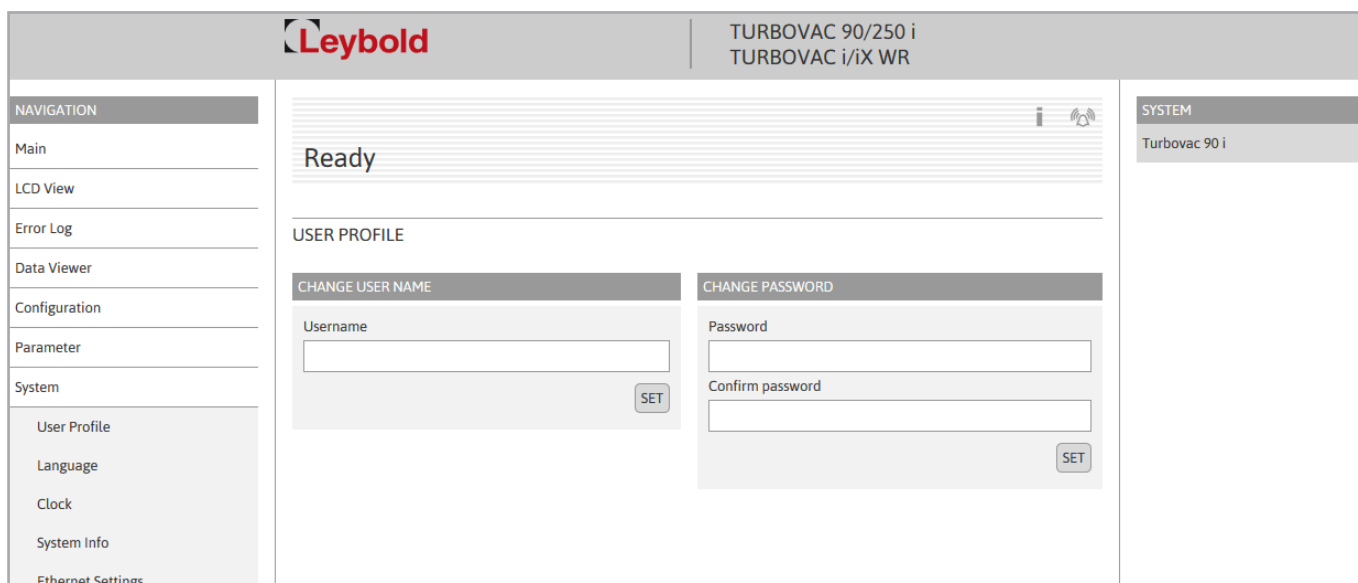 Leybold
TURBOVAC 90/250 i
TURBOVAC i/iX WR
NAVIGATION
Main
LCD View
Error Log
Data Viewer
Configuration
Parameter
System
User Profile
Language
Clock
System Info
Ethernet Settings
i
Ready
USER PROFILE
CHANGE USER NAME
Username
SET
CHANGE PASSWORD
Password
Confirm password
SET
SYSTEM
Turbovac 90 i